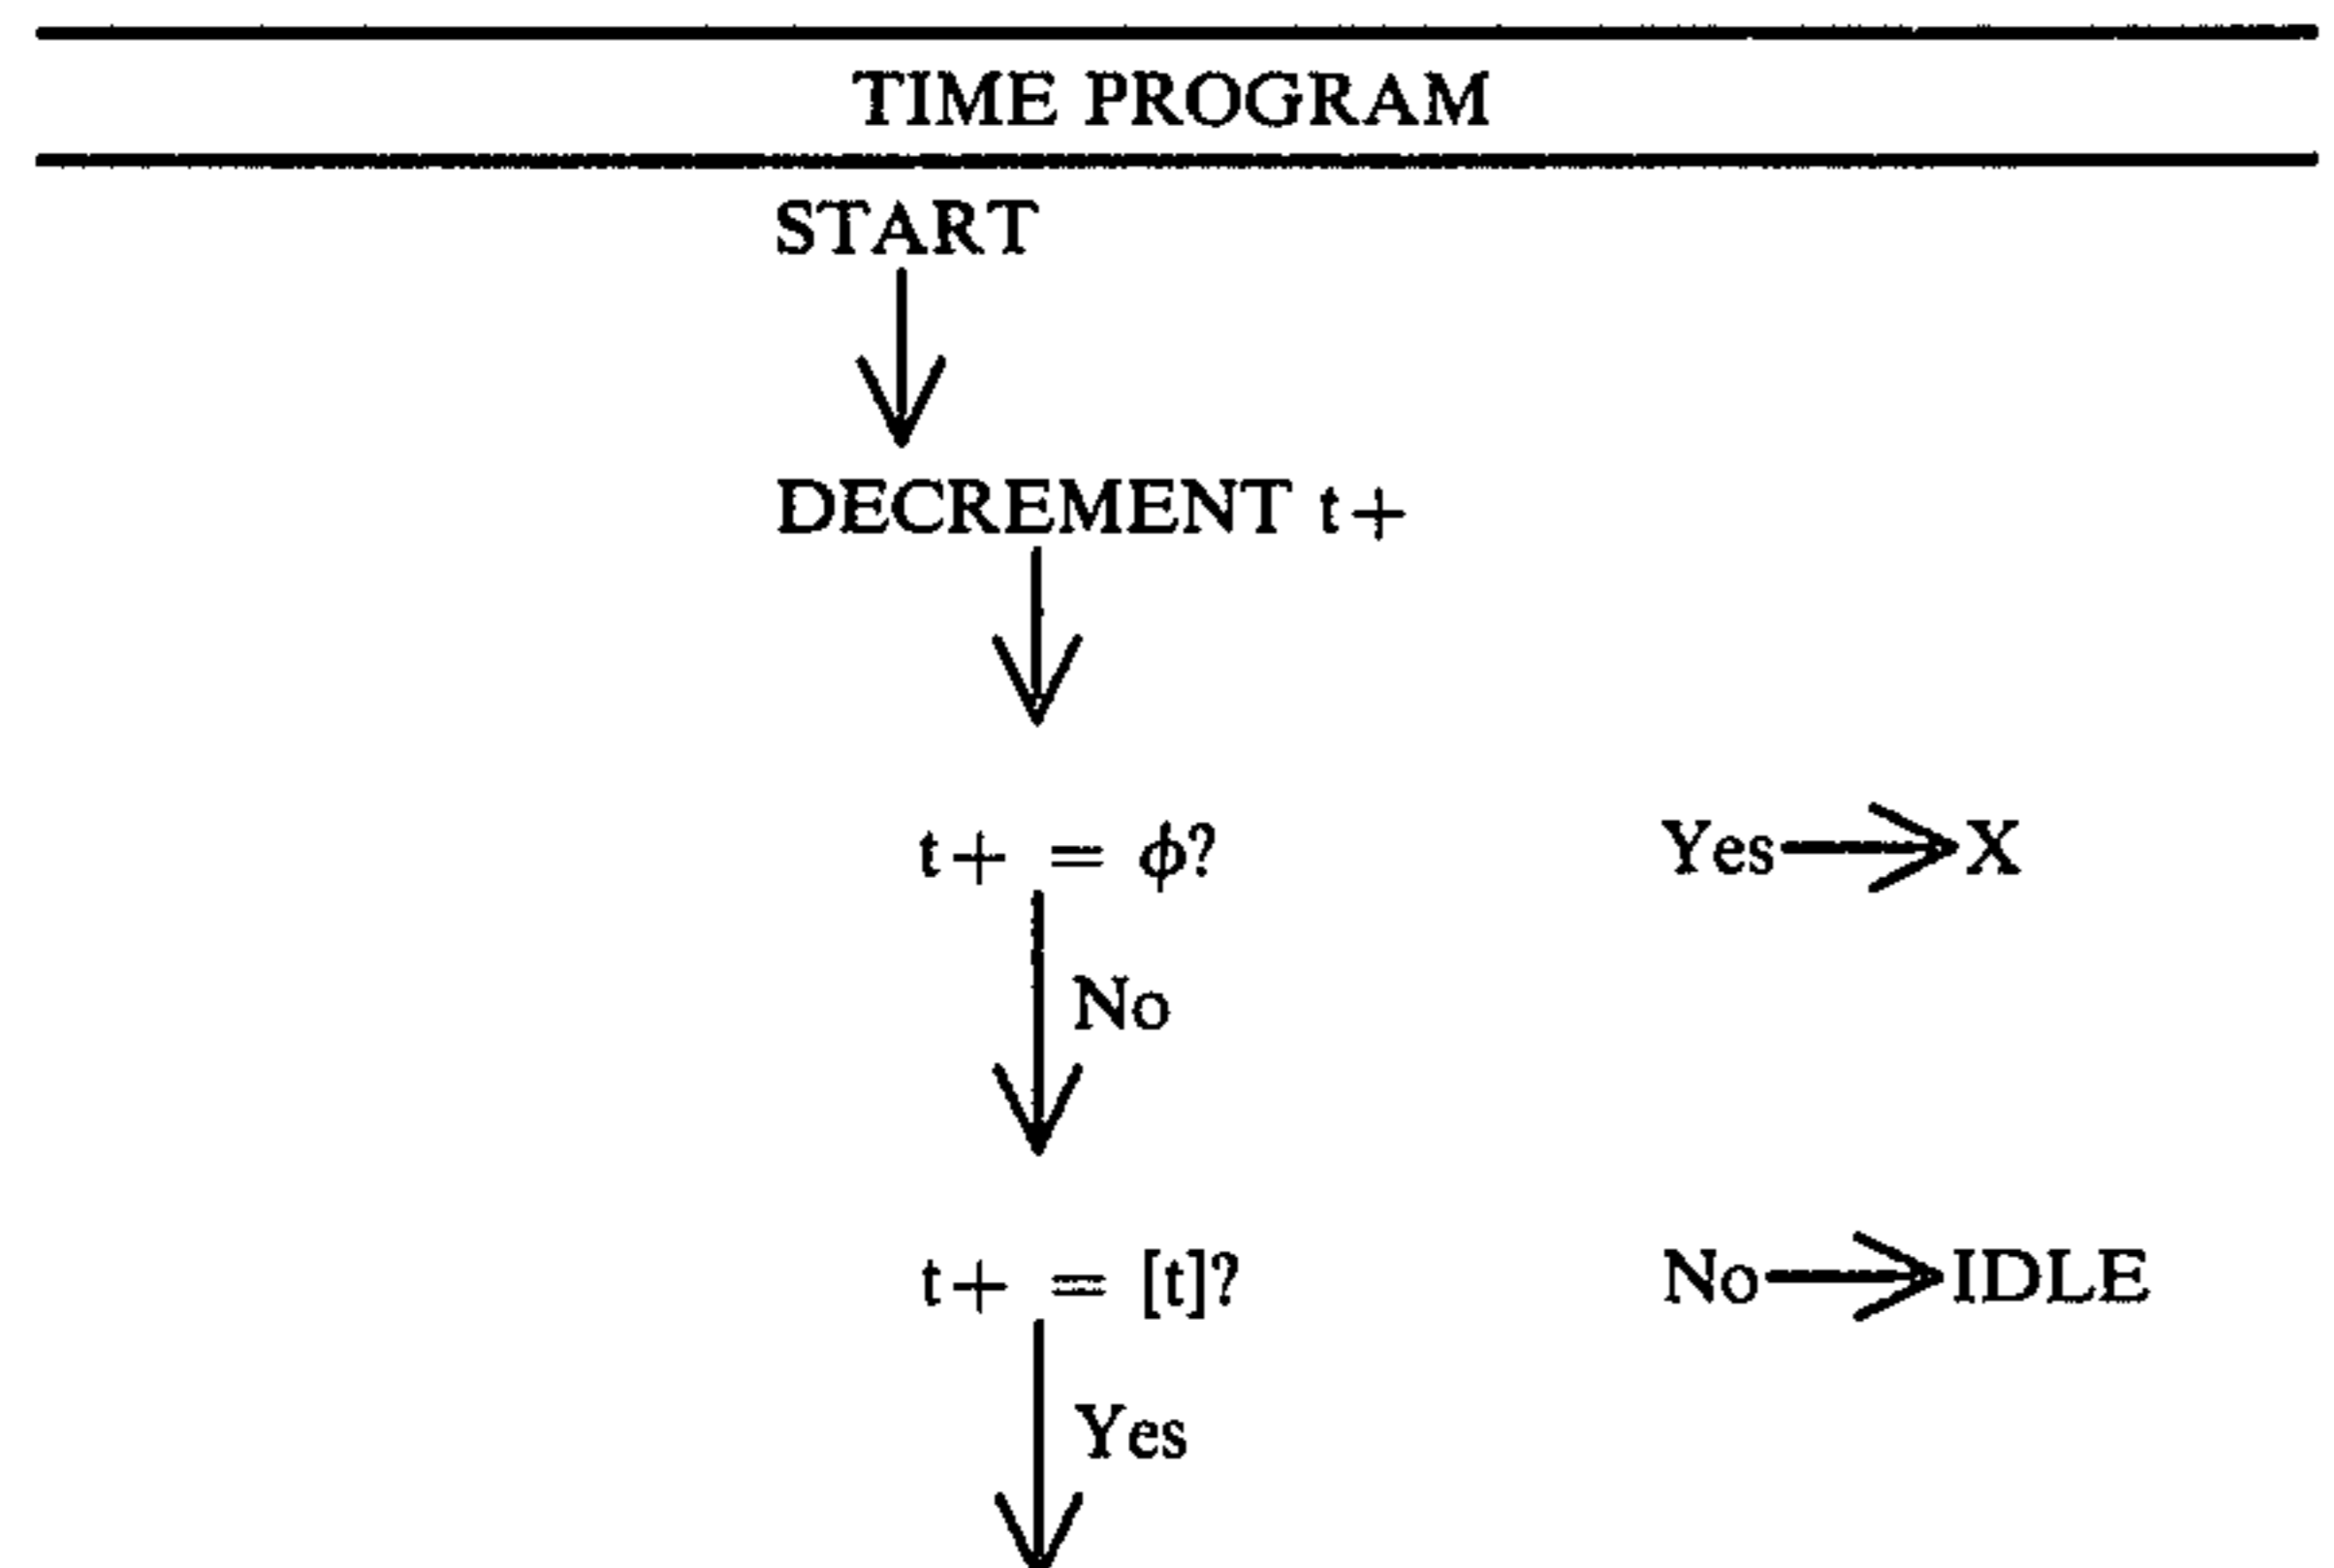 TIME PROGRAM
START
DECREMENT t+
t+ = ϕ? Yes X
No
t+ = [t]? No IDLE
Yes